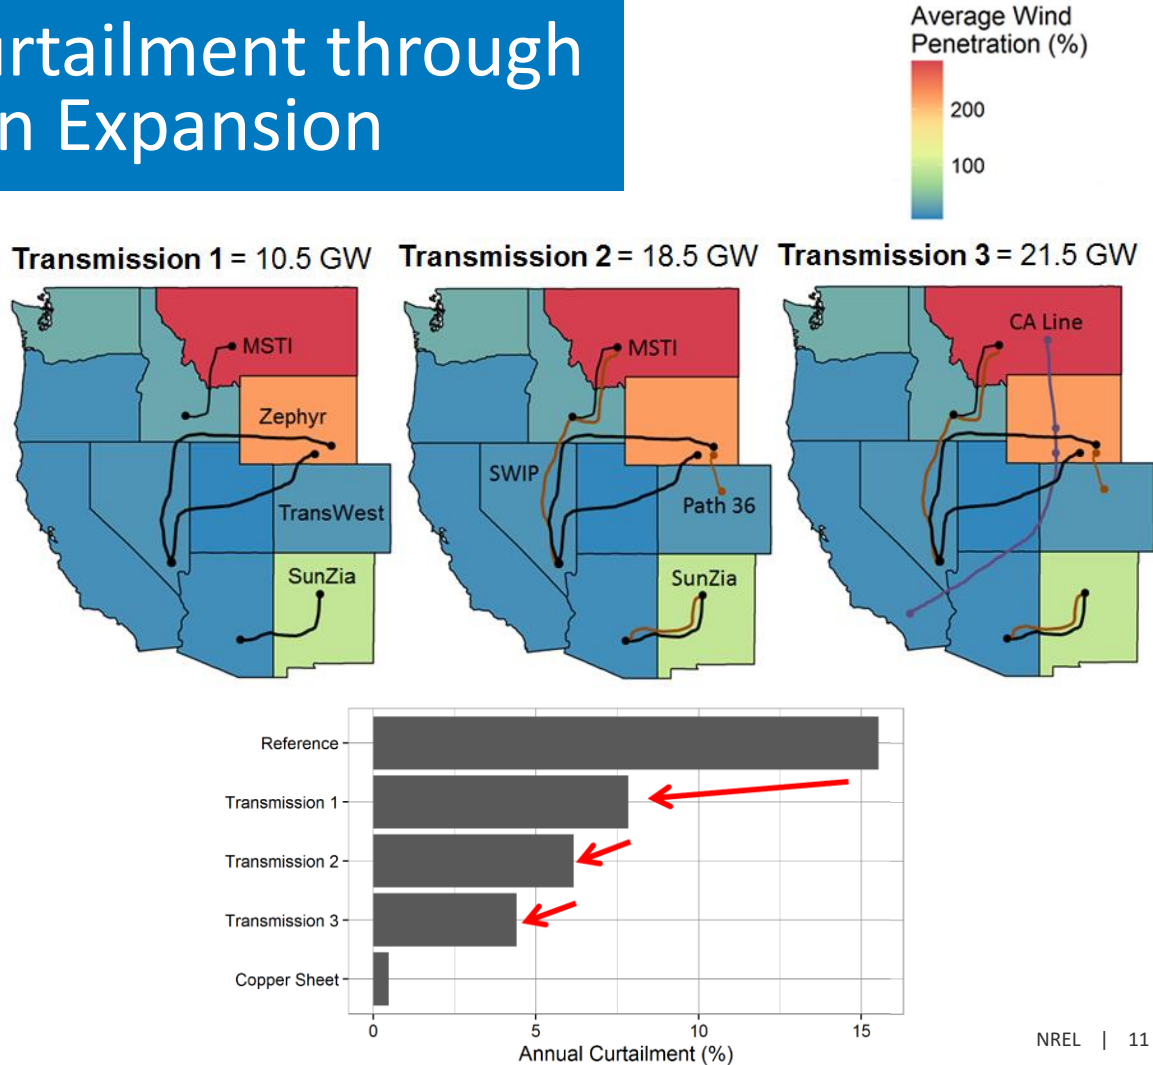 urtailment through
n Expansion
Average Wind
Penetration (%)
200
100
Transmission 1 = 10.5 GW
MSTI
Zephyr
TransWest
SunZia
Transmission 2 = 18.5 GW
MSTI
SWIP
Path 36
SunZia
Transmission 3 = 21.5 GW
CA Line
Reference
Transmission 1
Transmission 2
Transmission 3
Copper Sheet
0 5 10 15
Annual Curtailment (%)
NREL | 11